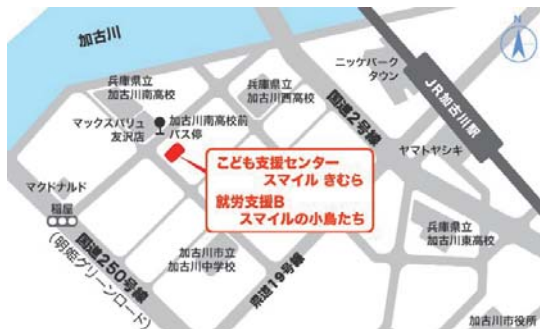 加古川
N
兵庫県立
加古川南高校
兵庫県立
加古川西高校
ニッケパーク
タウン
JR加古川駅
国道2号線
ヤマトヤシキ
マックスバリュ
友沢店
加古川南高校前
バス停
こども支援センター
スマイル きむら
就労支援B
スマイルの小鳥たち
マクドナルド
稲屋
国道250号線
(明姫グリーンロード)
加古川市立
加古川中学校
県道19号線
兵庫県立
加古川東高校
加古川市役所